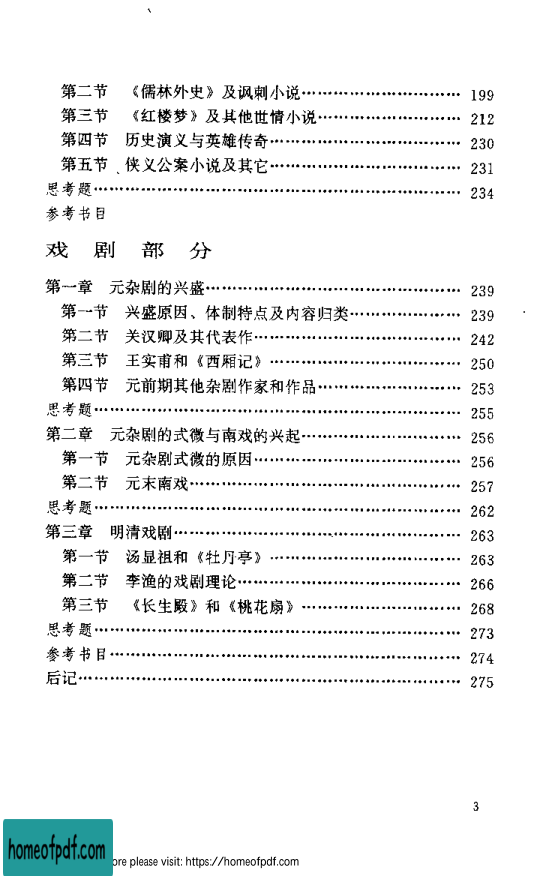 第二节 《儒林外史》及讽刺小说…………………………… 199
第三节 《红楼梦》及其他世情小说………………………… 212
第四节 历史演义与英雄传奇………………………………… 230
第五节 侠义公案小说及其它………………………………… 231
思考题…………………………………………………………… 234
参考书目
戏剧部分
第一章 元杂剧的兴盛………………………………………… 239
第一节 兴盛原因、体制特点及内容归类…………………… 239
第二节 关汉卿及其代表作…………………………………… 242
第三节 王实甫和《西厢记》………………………………… 250
第四节 元前期其他杂剧作家和作品………………………… 253
思考题…………………………………………………………… 255
第二章 元杂剧的式微与南戏的兴起………………………… 256
第一节 元杂剧式微的原因…………………………………… 256
第二节 元末南戏……………………………………………… 257
思考题…………………………………………………………… 262
第三章 明清戏剧……………………………………………… 263
第一节 汤显祖和《牡丹亭》………………………………… 263
第二节 李渔的戏剧理论……………………………………… 266
第三节 《长生殿》和《桃花扇》…………………………… 268
思考题…………………………………………………………… 273
参考书目………………………………………………………… 274
后记……………………………………………………………… 275
3
homeofpdf.com
ore please visit: https://homeofpdf.com